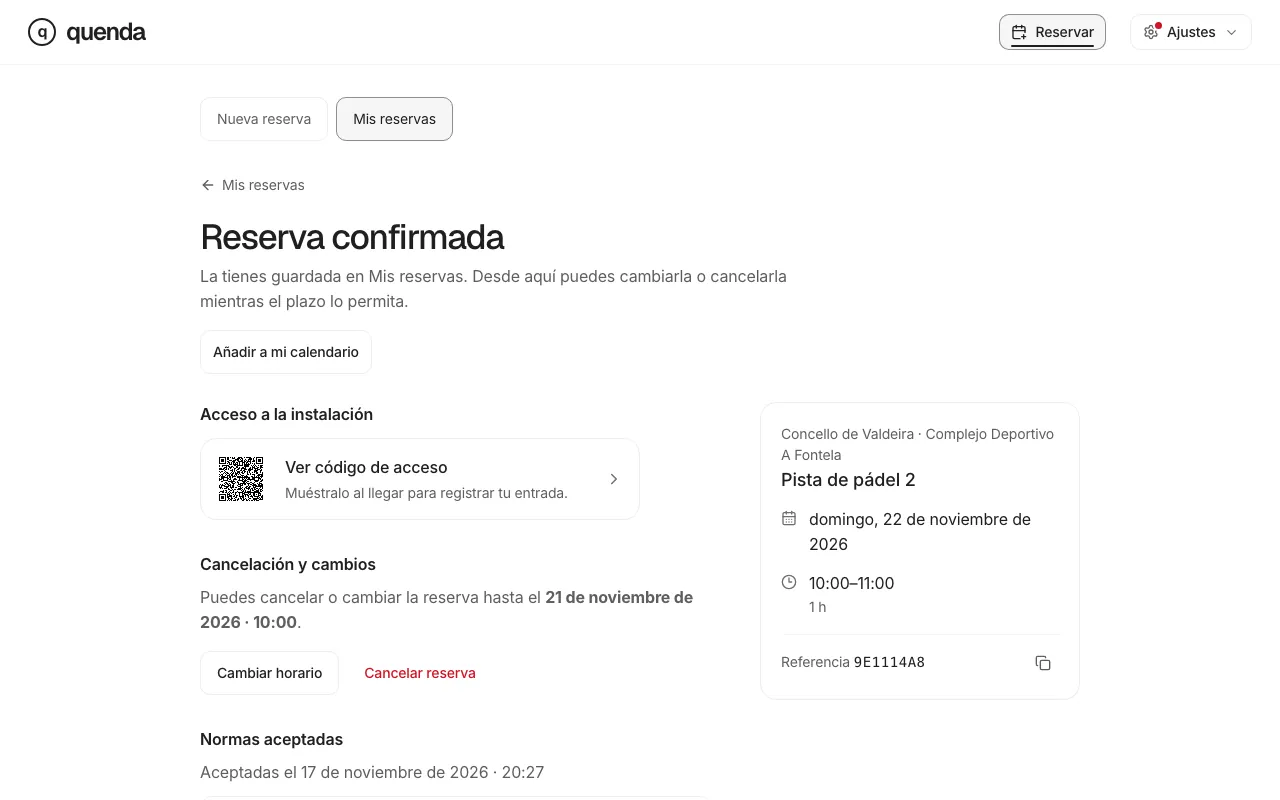 quenda
Reservar
Ajustes
Nueva reserva
Mis reservas
Mis reservas
Reserva confirmada
La tienes guardada en Mis reservas. Desde aquí puedes cambiarla o cancelarla
mientras el plazo lo permita.
Añadir a mi calendario
Acceso a la instalación
Ver código de acceso
Muéstralo al llegar para registrar tu entrada.
Cancelación y cambios
Puedes cancelar o cambiar la reserva hasta el 21 de noviembre de
2026 · 10:00.
Cambiar horario
Cancelar reserva
Normas aceptadas
Aceptadas el 17 de noviembre de 2026 · 20:27
Concello de Valdeira · Complejo Deportivo
A Fontela
Pista de pádel 2
domingo, 22 de noviembre de
2026
10:00–11:00
1 h
Referencia 9E1114A8